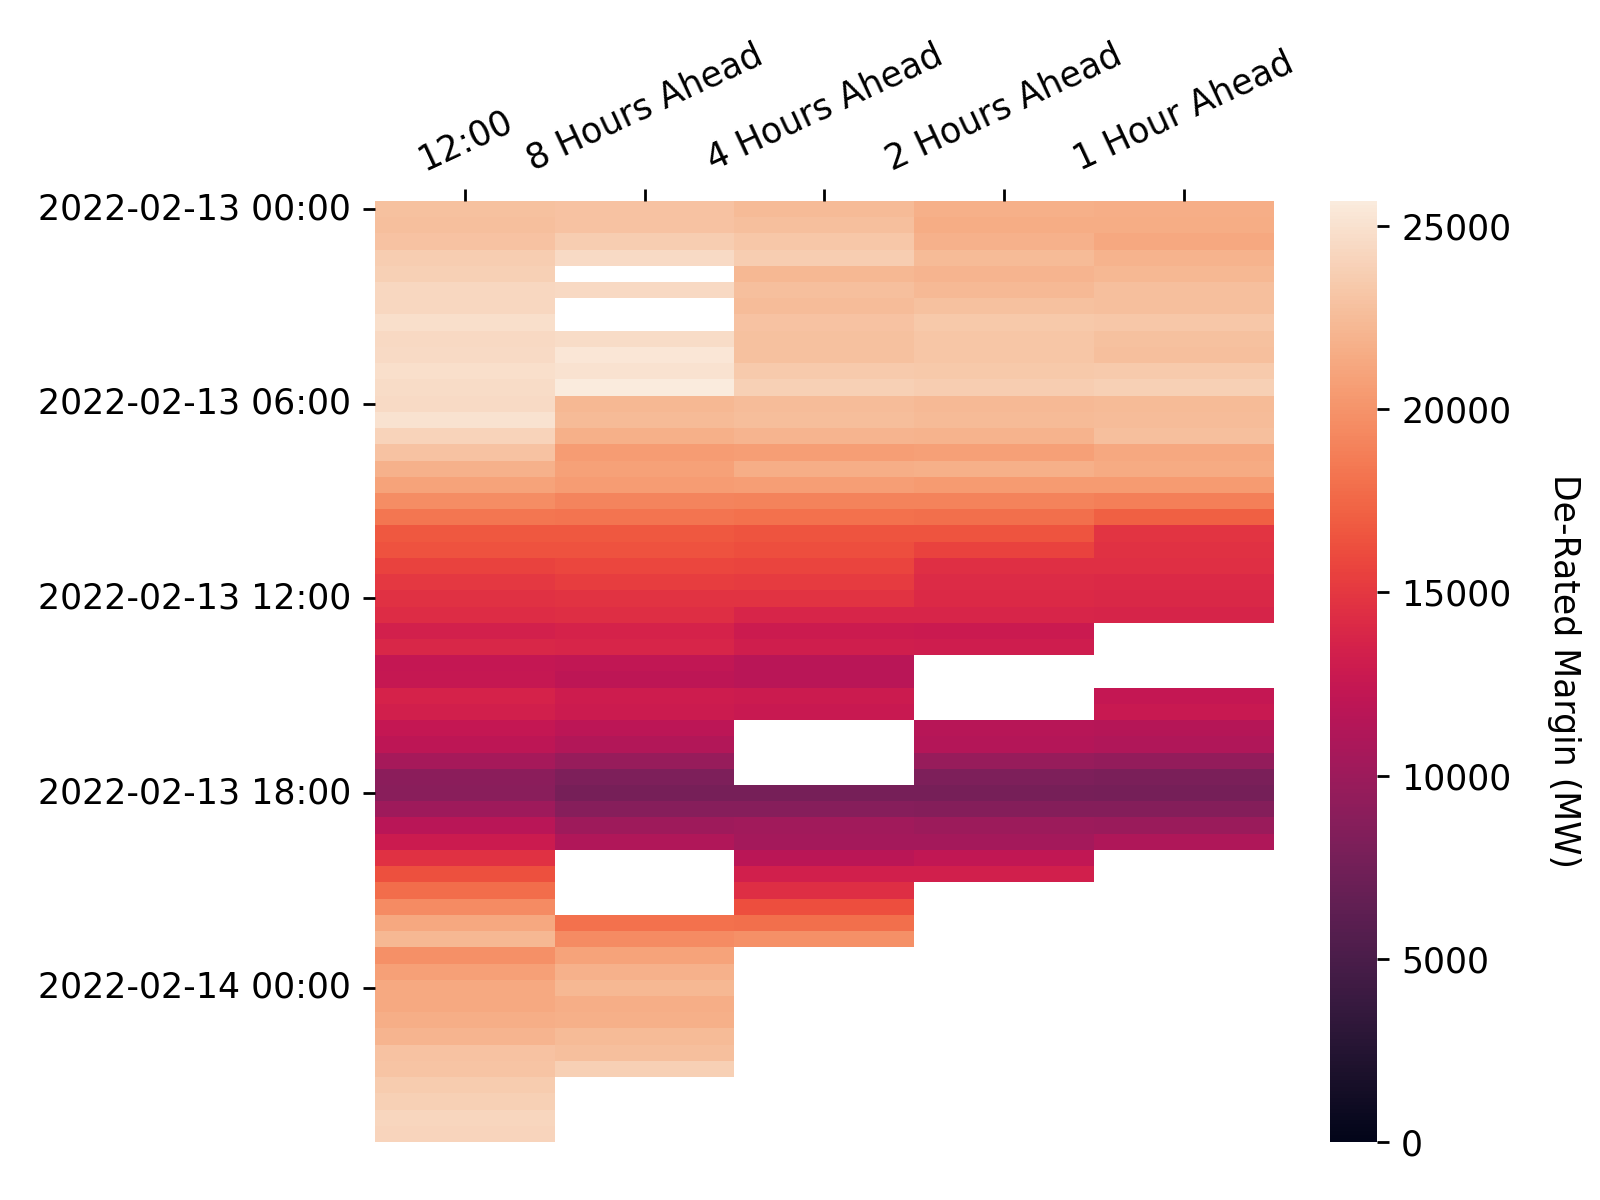 12:00
8 Hours Ahead
4 Hours Ahead
2 Hours Ahead
1 Hour Ahead
2022-02-13 00:00
2022-02-13 06:00
2022-02-13 12:00
2022-02-13 18:00
2022-02-14 00:00
25000
20000
15000
10000
5000
0
De-Rated Margin (MW)